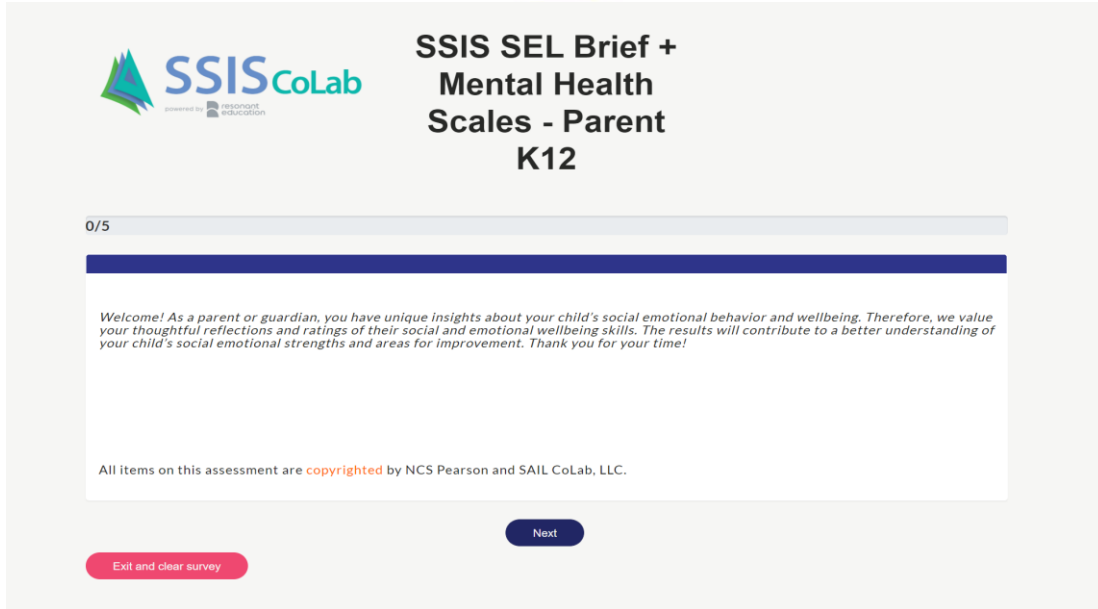 SSIS CoLab
powered by resonant education
SSIS SEL Brief +
Mental Health
Scales - Parent
K12
0/5
Welcome! As a parent or guardian, you have unique insights about your child's social emotional behavior and wellbeing. Therefore, we value
your thoughtful reflections and ratings of their social and emotional wellbeing skills. The results will contribute to a better understanding of
your child's social emotional strengths and areas for improvement. Thank you for your time!
All items on this assessment are copyrighted by NCS Pearson and SAIL CoLab, LLC.
Next
Exit and clear survey